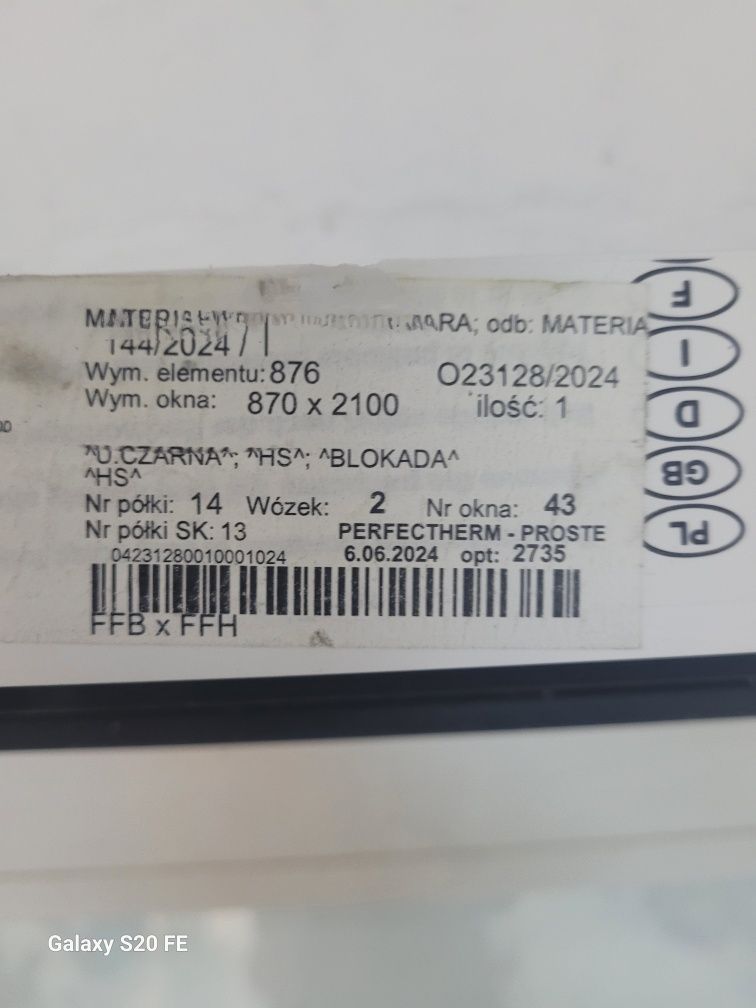 odb: MATERIA
144/2024 /
Wym. elementu: 876 O23128/2024
Wym. okna: 870 x 2100 ilość: 1
^U.CZARNA^; ^HS^; ^BLOKADA^
^HS^
Nr półki: 14 Wózek: 2 Nr okna: 43
Nr półki SK: 13 PERFECTHERM - PROSTE
04231280010001024 6.06.2024 opt: 2735
FFB x FFH
F
I
D
GB
PL
Galaxy S20 FE